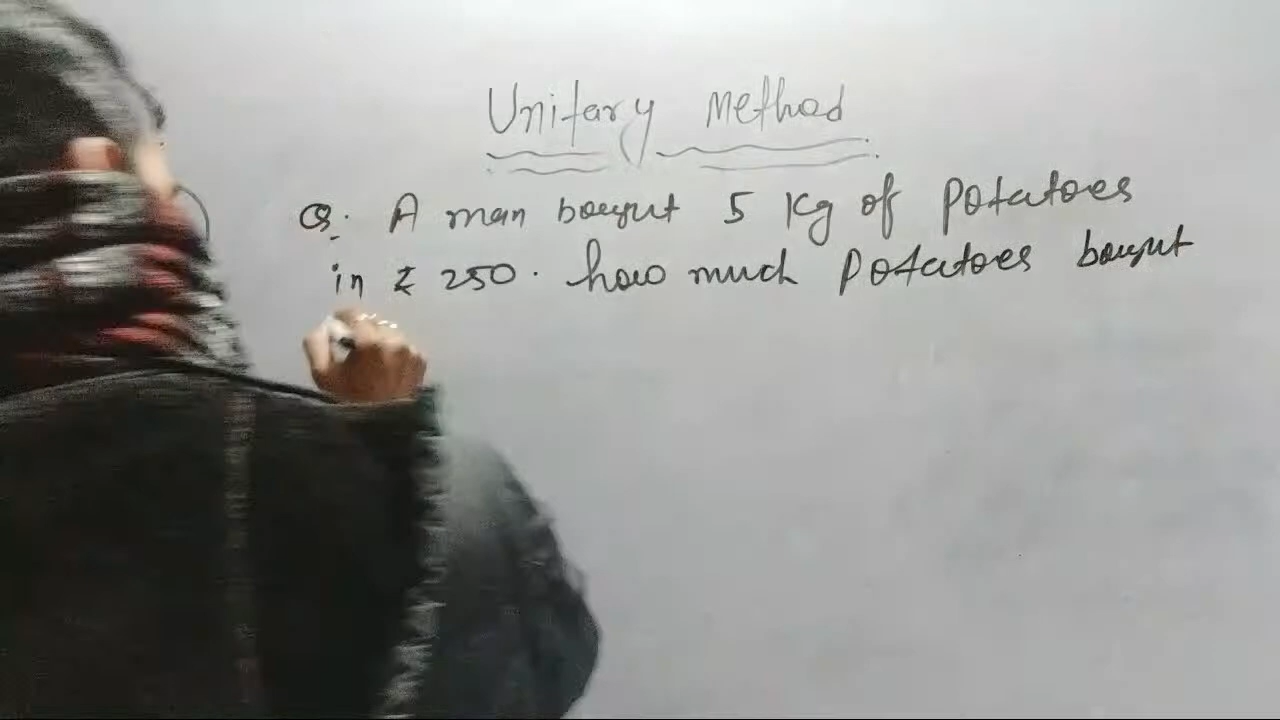 Unitary Method
Q. A man bought 5 Kg of Potatoes
in ₹ 250. how much Potatoes bought